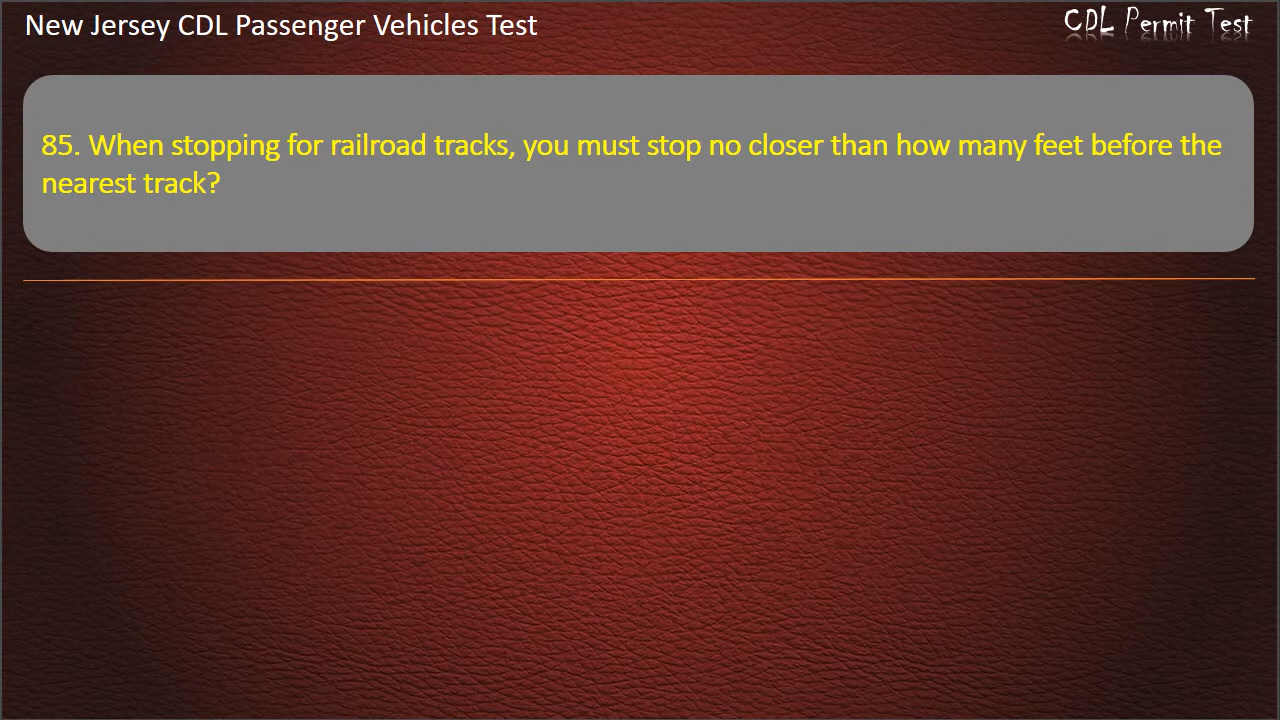 New Jersey CDL Passenger Vehicles Test
CDL Permit Test
85. When stopping for railroad tracks, you must stop no closer than how many feet before the
nearest track?